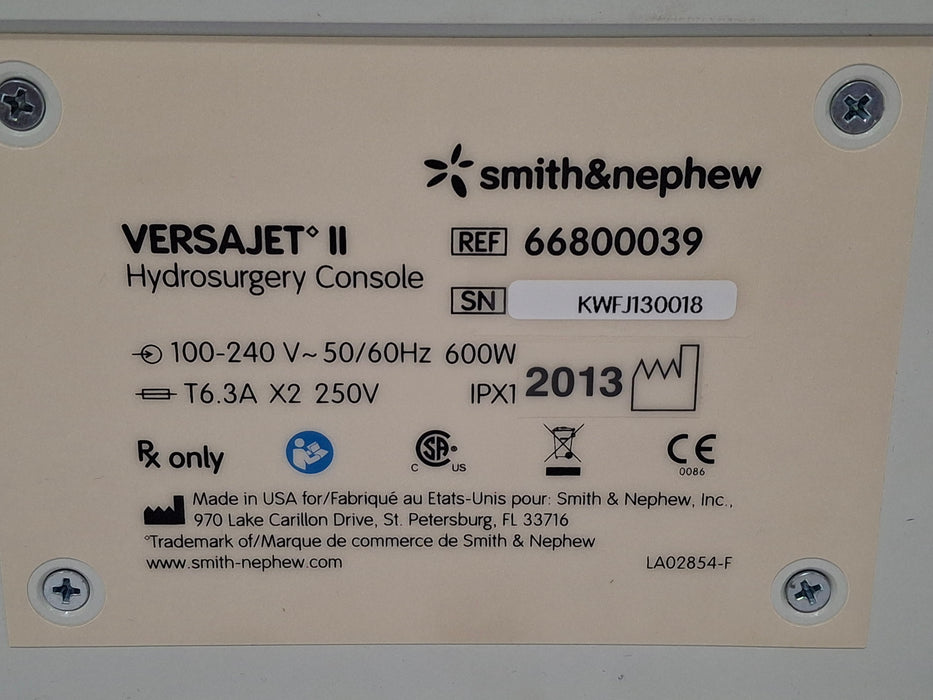 smith&nephew
VERSAJET◊ II
Hydrosurgery Console
REF 66800039
SN KWFJ130018
100-240 V~ 50/60Hz 600W
T6.3A X2 250V
IPX1 2013
Rx only
C SA US
CE
0086
Made in USA for/Fabriqué au Etats-Unis pour: Smith & Nephew, Inc.,
970 Lake Carillon Drive, St. Petersburg, FL 33716
◊Trademark of/Marque de commerce de Smith & Nephew
www.smith-nephew.com
LA02854-F